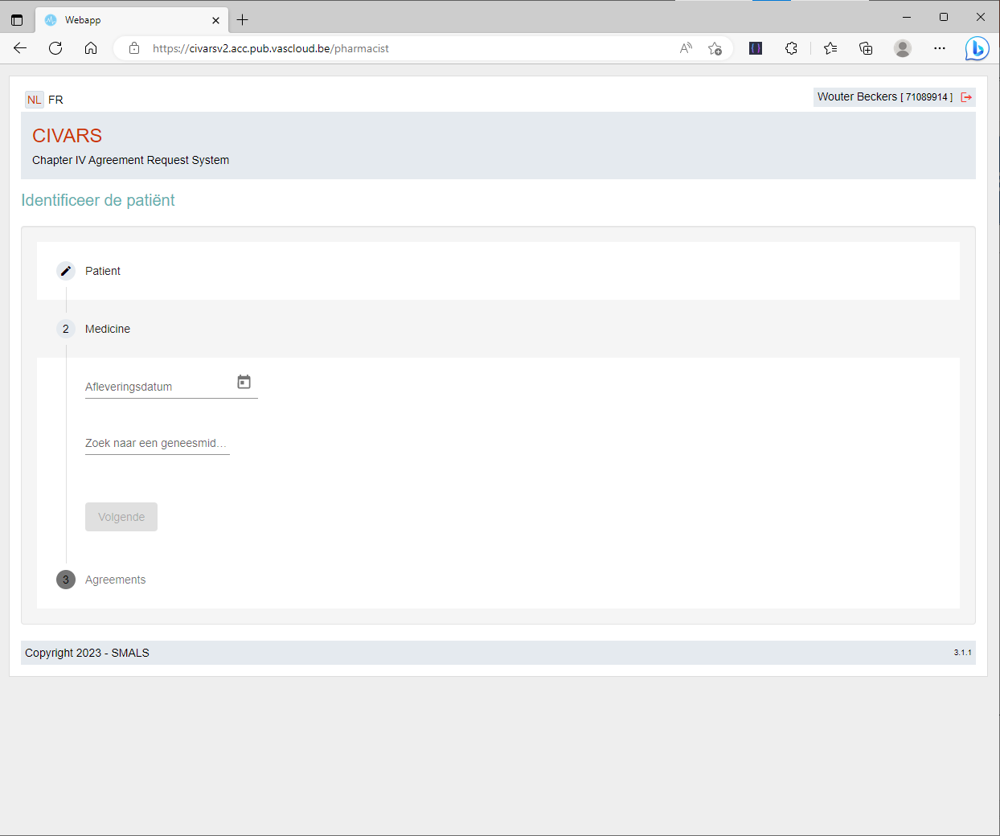 Webapp
https://civarsv2.acc.pub.vascloud.be/pharmacist
NL FR
Wouter Beckers [ 71089914 ]
CIVARS
Chapter IV Agreement Request System
Identificeer de patiënt
Patient
2 Medicine
Afleveringsdatum
Zoek naar een geneesmid...
Volgende
3 Agreements
Copyright 2023 - SMALS
3.1.1